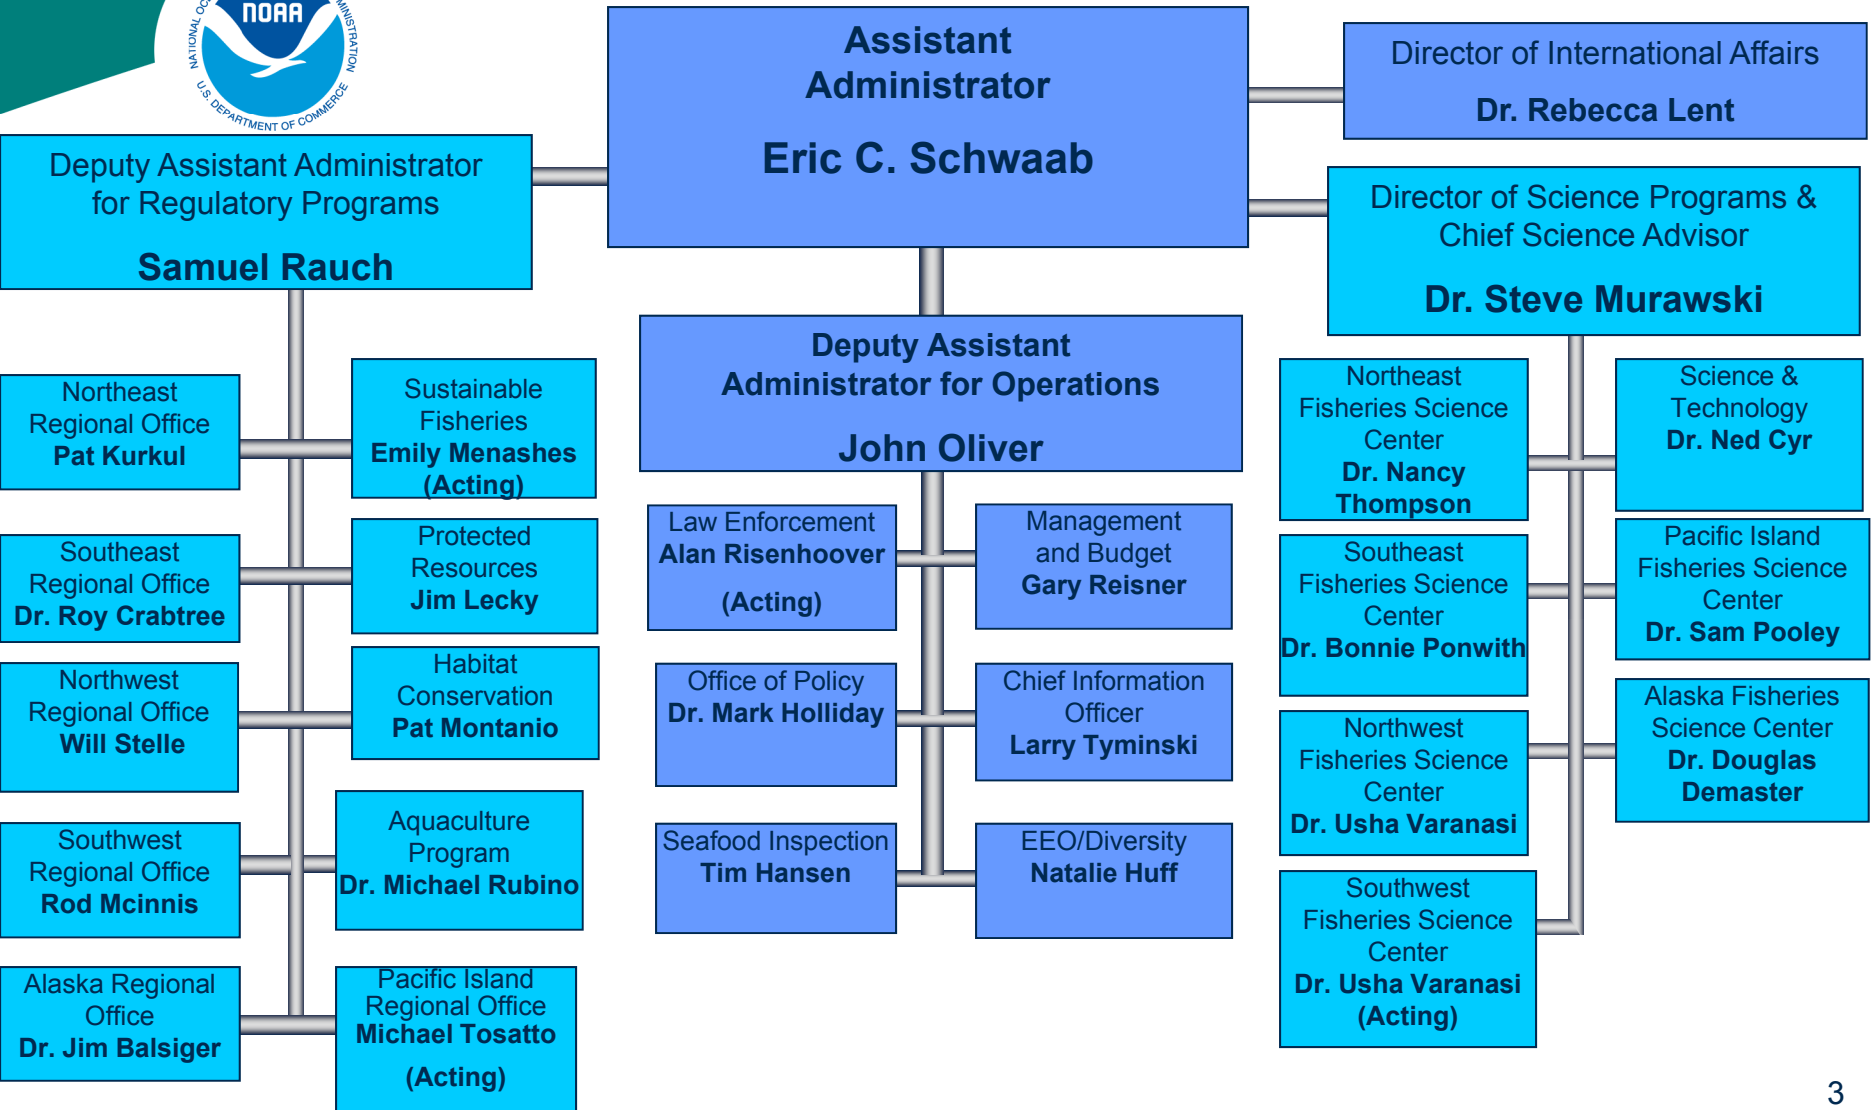 NOAA
NATIONAL OC
MINISTRATION
U.S. DEPARTMENT OF COMMERCE
Assistant
Administrator
Eric C. Schwaab
Director of International Affairs
Dr. Rebecca Lent
Deputy Assistant Administrator
for Regulatory Programs
Samuel Rauch
Director of Science Programs &
Chief Science Advisor
Dr. Steve Murawski
Deputy Assistant
Administrator for Operations
John Oliver
Northeast
Regional Office
Pat Kurkul
Sustainable
Fisheries
Emily Menashes
(Acting)
Southeast
Regional Office
Dr. Roy Crabtree
Protected
Resources
Jim Lecky
Northwest
Regional Office
Will Stelle
Habitat
Conservation
Pat Montanio
Southwest
Regional Office
Rod Mcinnis
Aquaculture
Program
Dr. Michael Rubino
Alaska Regional
Office
Dr. Jim Balsiger
Pacific Island
Regional Office
Michael Tosatto
(Acting)
Law Enforcement
Alan Risenhoover
(Acting)
Management
and Budget
Gary Reisner
Office of Policy
Dr. Mark Holliday
Chief Information
Officer
Larry Tyminski
Seafood Inspection
Tim Hansen
EEO/Diversity
Natalie Huff
Northeast
Fisheries Science
Center
Dr. Nancy
Thompson
Science &
Technology
Dr. Ned Cyr
Southeast
Fisheries Science
Center
Dr. Bonnie Ponwith
Pacific Island
Fisheries Science
Center
Dr. Sam Pooley
Northwest
Fisheries Science
Center
Dr. Usha Varanasi
Alaska Fisheries
Science Center
Dr. Douglas
Demaster
Southwest
Fisheries Science
Center
Dr. Usha Varanasi
(Acting)
3